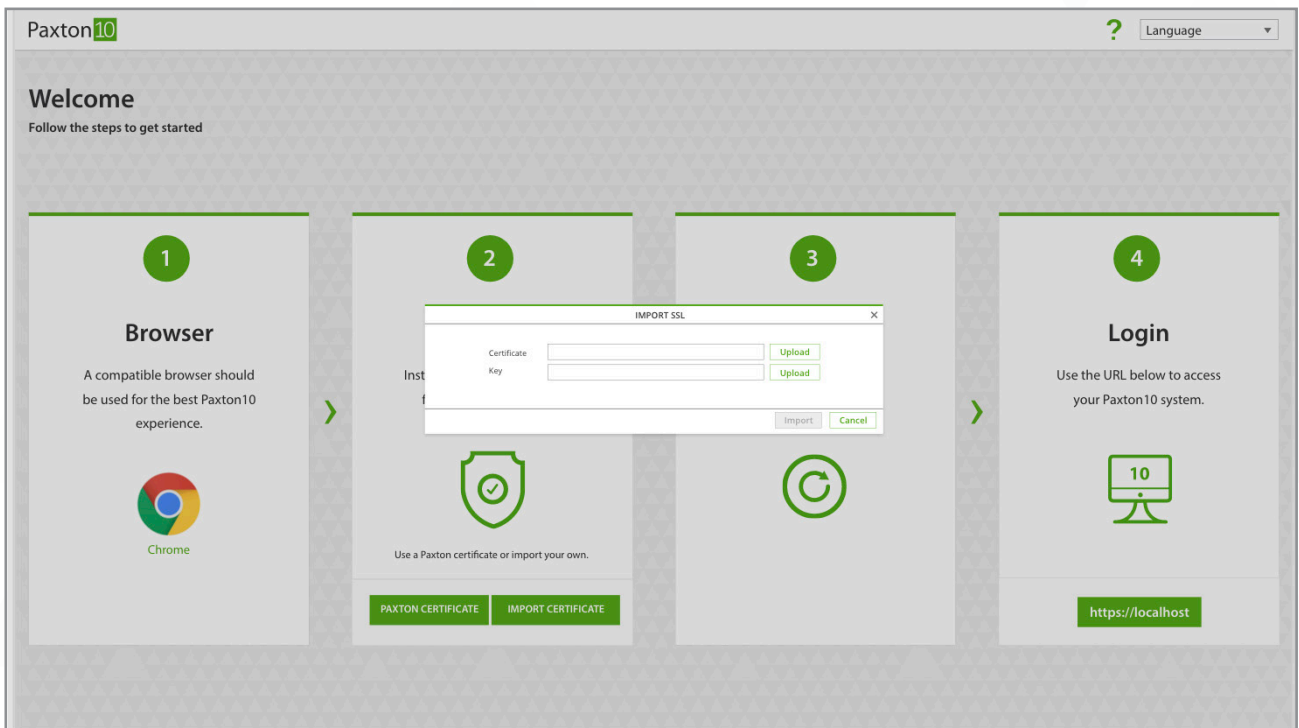 Paxton10
? Language
Welcome
Follow the steps to get started
1
Browser
A compatible browser should
be used for the best Paxton10
experience.
Chrome
2
Inst
f
Use a Paxton certificate or import your own.
PAXTON CERTIFICATE
IMPORT CERTIFICATE
IMPORT SSL
Certificate
Upload
Key
Upload
Import
Cancel
3
4
Login
Use the URL below to access
your Paxton10 system.
10
https://localhost